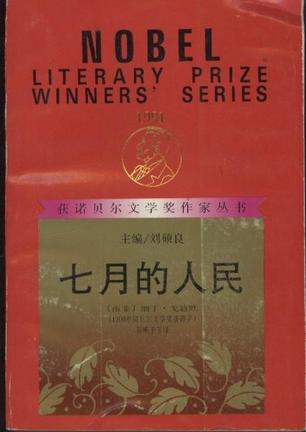 NOBEL
LITERARY PRIZE
WINNERS' SERIES
1991
获诺贝尔文学奖作家丛书
主编/刘硕良
七月的人民
(南非) 纳丁·戈迪默